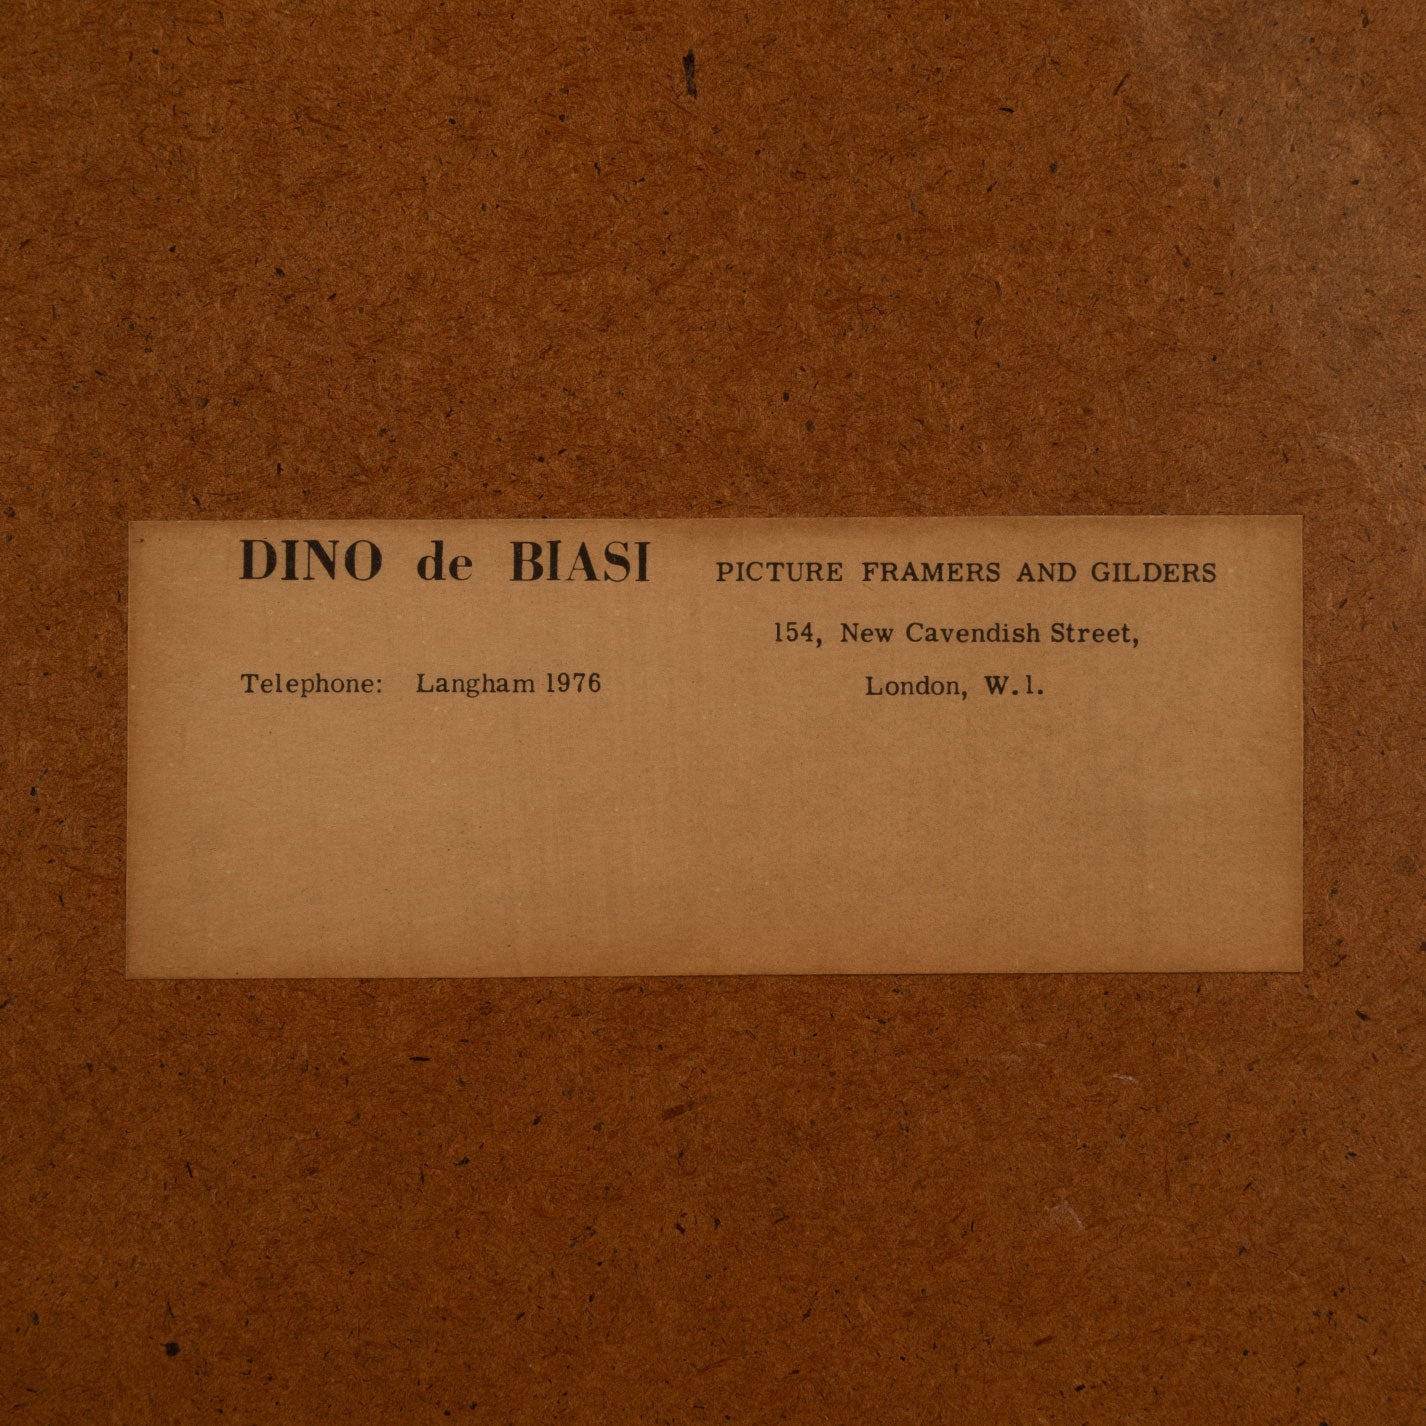 DINO de BIASI PICTURE FRAMERS AND GILDERS
154, New Cavendish Street,
Telephone: Langham 1976 London, W.1.